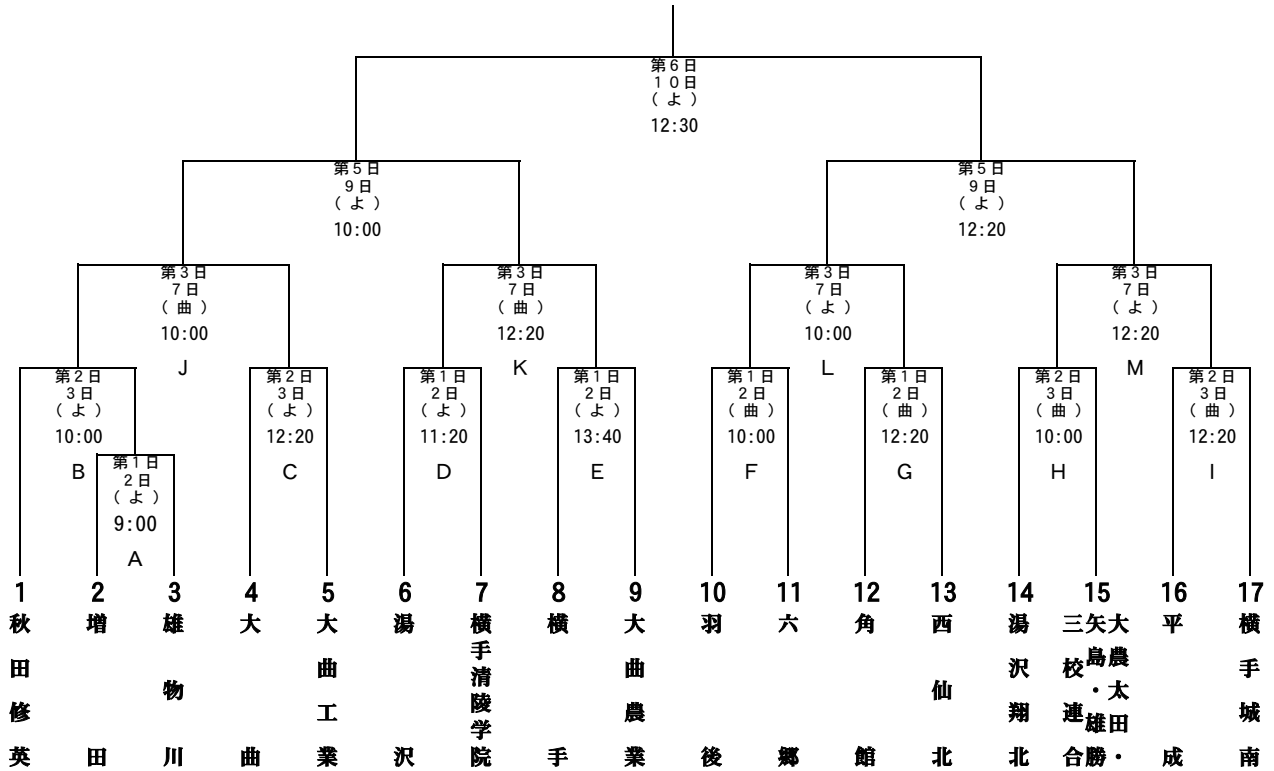 第6日
10日
(よ)
12:30
第5日
9日
(よ)
10:00
第5日
9日
(よ)
12:20
第3日
7日
(曲)
10:00
J
第3日
7日
(曲)
12:20
K
第3日
7日
(よ)
10:00
L
第3日
7日
(よ)
12:20
M
第2日
3日
(よ)
10:00
B
第2日
3日
(よ)
12:20
C
第1日
2日
(よ)
11:20
D
第1日
2日
(よ)
13:40
E
第1日
2日
(曲)
10:00
F
第1日
2日
(曲)
12:20
G
第2日
3日
(曲)
10:00
H
第2日
3日
(曲)
12:20
I
第1日
2日
(よ)
9:00
A
1
秋田修英
2
増田
3
雄物川
4
大曲
5
大曲工業
6
湯沢
7
横手清陵学院
8
横手
9
大曲農業
10
羽後
11
六郷
12
角館
13
西仙北
14
湯沢翔北
15
大農太田・
矢島・雄勝
三校連合
16
平成
17
横手城南